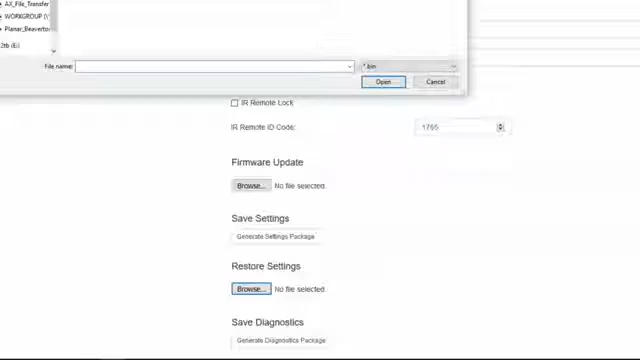 AX_File_Transfer
WORKGROUP (\\
Planar_Beaverton
2tb (E:)
File name:
*.bin
Open
Cancel
IR Remote Lock
IR Remote ID Code:
1765
Firmware Update
Browse... No file selected.
Save Settings
Generate Settings Package
Restore Settings
Browse... No file selected.
Save Diagnostics
Generate Diagnostics Package